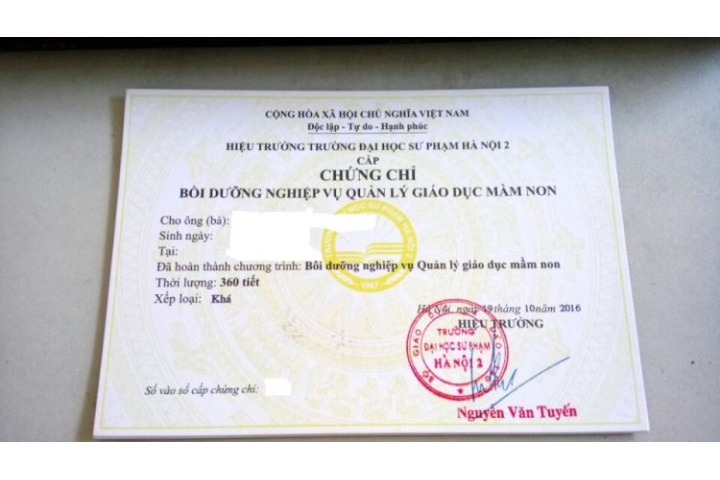 CỘNG HÒA XÃ HỘI CHỦ NGHĨA VIỆT NAM
Độc lập - Tự do - Hạnh phúc
HIỆU TRƯỞNG TRƯỜNG ĐẠI HỌC SƯ PHẠM HÀ NỘI 2
CẤP
CHỨNG CHỈ
BỒI DƯỠNG NGHIỆP VỤ QUẢN LÝ GIÁO DỤC MẦM NON
Cho ông (bà):
Sinh ngày:
Tại:
Đã hoàn thành chương trình: Bồi dưỡng nghiệp vụ Quản lý giáo dục mầm non
Thời lượng: 360 tiết
Xếp loại: Khá
Hà Nội, ngày 19 tháng 10 năm 2016
HIỆU TRƯỞNG
TRƯỜNG
ĐẠI HỌC SƯ PHẠM
HÀ NỘI 2
Số vào sổ cấp chứng chỉ:
Nguyễn Văn Tuyến
1967